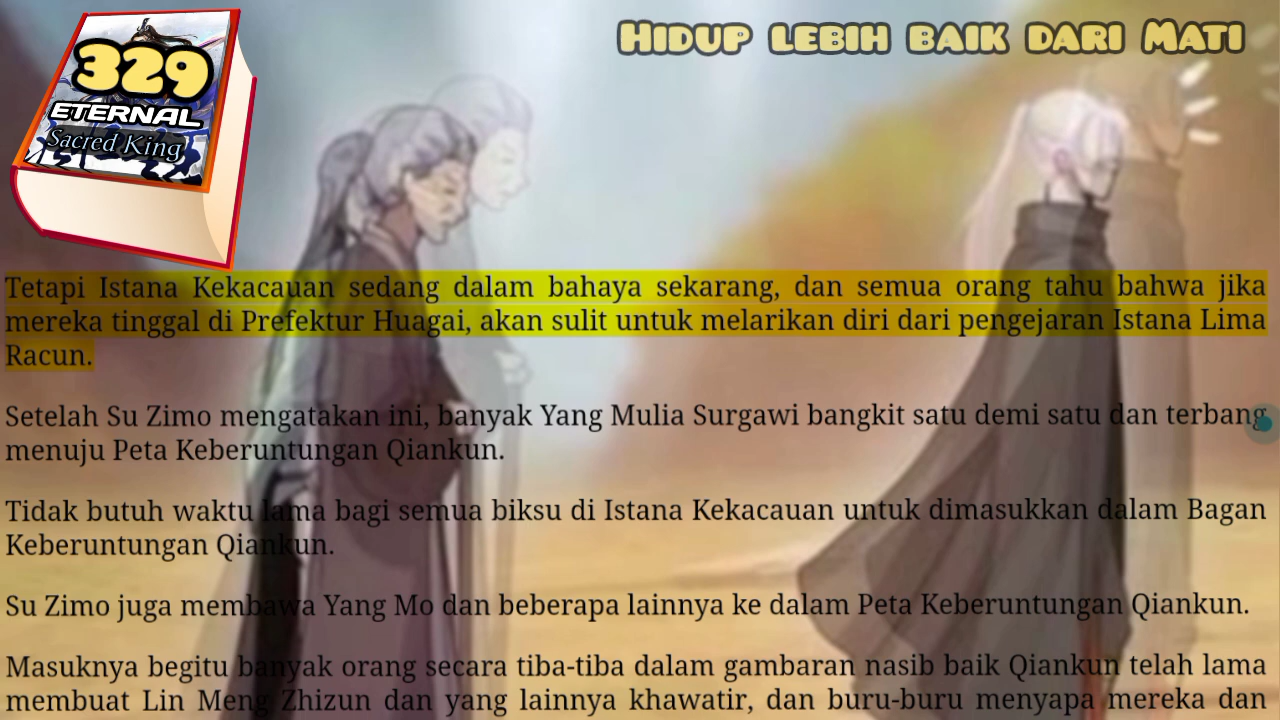 329
ETERNAL
Sacred King
Hidup lebih baik dari Mati
Tetapi Istana Kekacauan sedang dalam bahaya sekarang, dan semua orang tahu bahwa jika
mereka tinggal di Prefektur Huagai, akan sulit untuk melarikan diri dari pengejaran Istana Lima
Racun.
Setelah Su Zimo mengatakan ini, banyak Yang Mulia Surgawi bangkit satu demi satu dan terbang
menuju Peta Keberuntungan Qiankun.
Tidak butuh waktu lama bagi semua biksu di Istana Kekacauan untuk dimasukkan dalam Bagan
Keberuntungan Qiankun.
Su Zimo juga membawa Yang Mo dan beberapa lainnya ke dalam Peta Keberuntungan Qiankun.
Masuknya begitu banyak orang secara tiba-tiba dalam gambaran nasib baik Qiankun telah lama
membuat Lin Meng Zhizun dan yang lainnya khawatir, dan buru-buru menyapa mereka dan